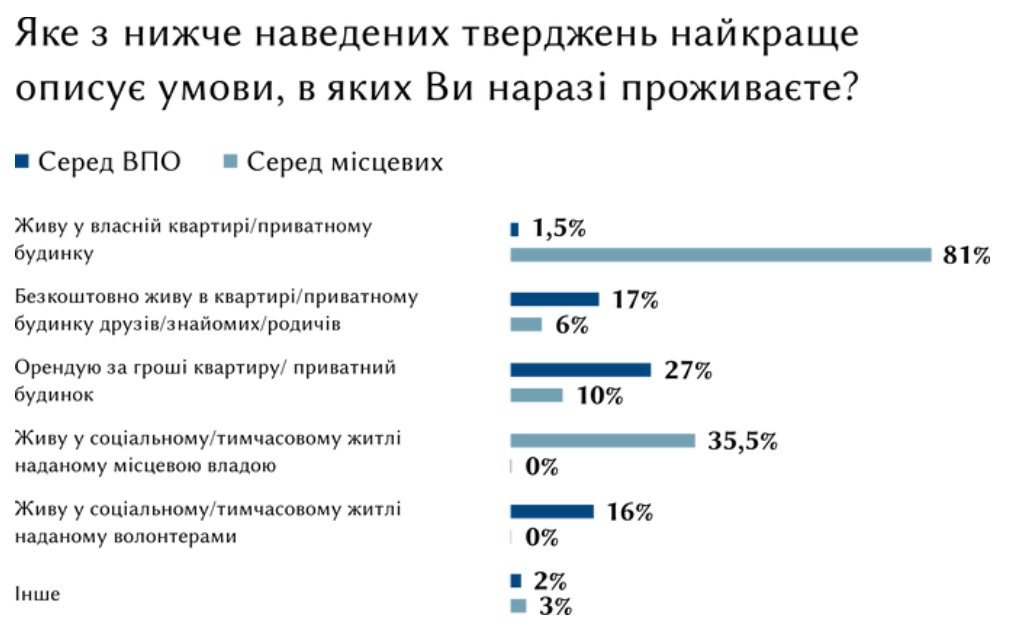 Яке з нижче наведених тверджень найкраще
описує умови, в яких Ви наразі проживаєте?
Серед ВПО Серед місцевих
Живу у власній квартирі/приватному
будинку
1,5%
81%
Безкоштовно живу в квартирі/приватному
будинку друзів/знайомих/родичів
17%
6%
Орендую за гроші квартиру/ приватний
будинок
27%
10%
Живу у соціальному/тимчасовому житлі
наданому місцевою владою
35,5%
0%
Живу у соціальному/тимчасовому житлі
наданому волонтерами
16%
0%
Інше
2%
3%